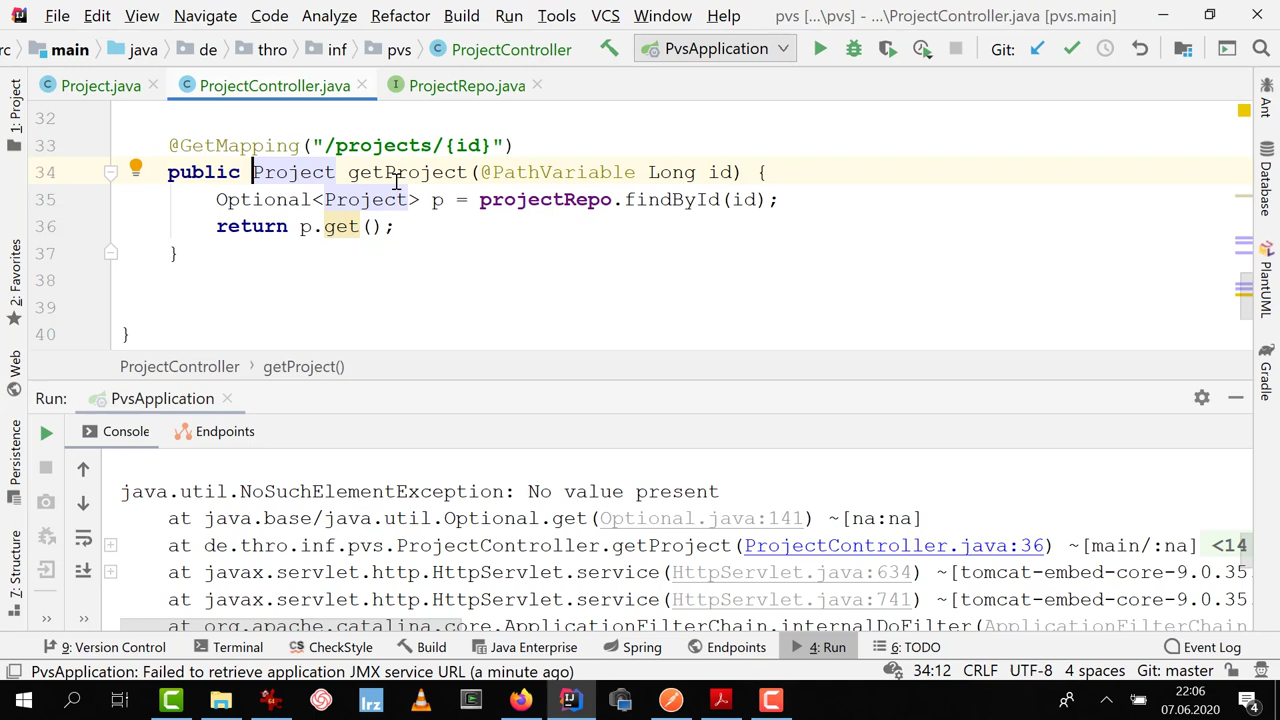 File Edit View Navigate Code Analyze Refactor Build Run Tools VCS Window Help pvs [...\pvs] - ...\ProjectController.java [pvs.main]
rc main java de thro inf pvs ProjectController PvsApplication Git:
Project.java ProjectController.java ProjectRepo.java
32
33 @GetMapping("/projects/{id}")
34 public Project getProject(@PathVariable Long id) {
35 Optional<Project> p = projectRepo.findById(id);
36 return p.get();
37 }
38
39
40 }
ProjectController › getProject()
1: Project
2: Favorites
Web
Persistence
7: Structure
Ant
Database
PlantUML
Gradle
Run: PvsApplication
Console Endpoints
java.util.NoSuchElementException: No value present
at java.base/java.util.Optional.get(Optional.java:141) ~[na:na]
at de.thro.inf.pvs.ProjectController.getProject(ProjectController.java:36) ~[main/:na] <14
at javax.servlet.http.HttpServlet.service(HttpServlet.java:634) ~[tomcat-embed-core-9.0.35.
at javax.servlet.http.HttpServlet.service(HttpServlet.java:741) ~[tomcat-embed-core-9.0.35.
at org.apache.catalina.core.ApplicationFilterChain.internalDoFilter(ApplicationFilterChain
9: Version Control Terminal CheckStyle Build Java Enterprise Spring Endpoints 4: Run 6: TODO Event Log
PvsApplication: Failed to retrieve application JMX service URL (a minute ago) 34:12 CRLF UTF-8 4 spaces Git: master
lrz 22:06
07.06.2020 4